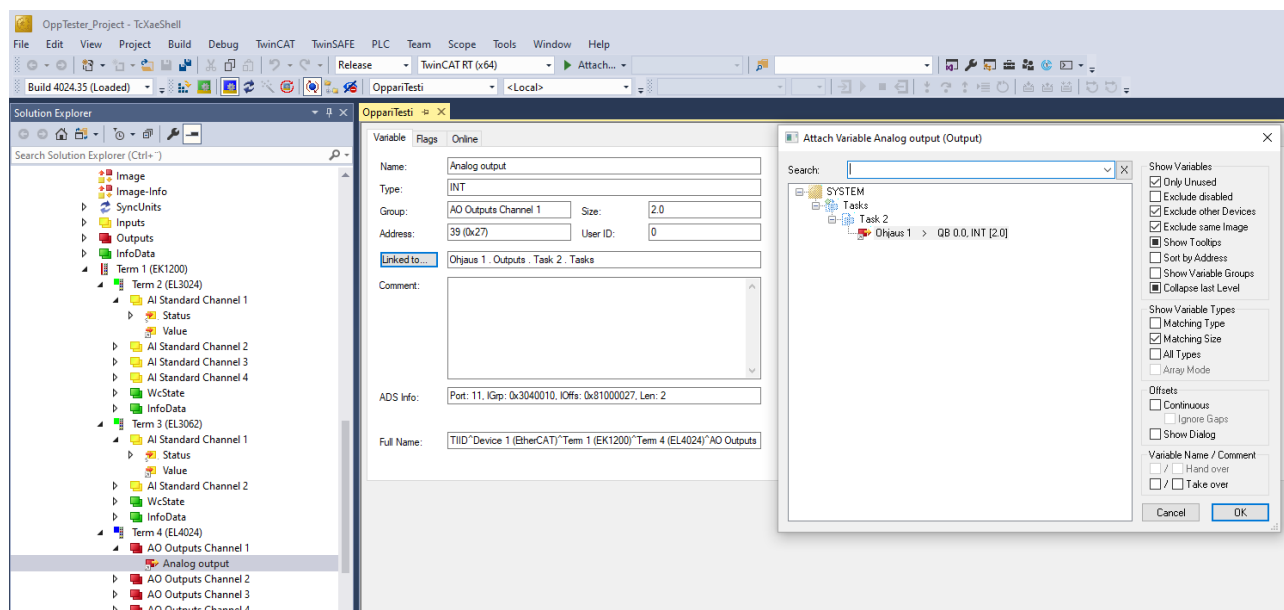 OppTester_Project - TcXaeShell
File Edit View Project Build Debug TwinCAT TwinSAFE PLC Team Scope Tools Window Help
Release TwinCAT RT (x64) Attach...
Build 4024.35 (Loaded) OppariTesti <Local>
Solution Explorer
Search Solution Explorer (Ctrl+¨)
Image
Image-Info
SyncUnits
Inputs
Outputs
InfoData
Term 1 (EK1200)
Term 2 (EL3024)
AI Standard Channel 1
Status
Value
AI Standard Channel 2
AI Standard Channel 3
AI Standard Channel 4
WcState
InfoData
Term 3 (EL3062)
AI Standard Channel 1
Status
Value
AI Standard Channel 2
WcState
InfoData
Term 4 (EL4024)
AO Outputs Channel 1
Analog output
AO Outputs Channel 2
AO Outputs Channel 3
AO Outputs Channel 4
OppariTesti
Variable Flags Online
Name: Analog output
Type: INT
Group: AO Outputs Channel 1 Size: 2.0
Address: 39 (0x27) User ID: 0
Linked to... Ohjaus 1 . Outputs . Task 2 . Tasks
Comment:
ADS Info: Port: 11, IGrp: 0x3040010, IOffs: 0x81000027, Len: 2
Full Name: TIID^Device 1 (EtherCAT)^Term 1 (EK1200)^Term 4 (EL4024)^AO Outputs
Attach Variable Analog output (Output)
Search:
SYSTEM
Tasks
Task 2
Ohjaus 1 > QB 0.0, INT [2.0]
Show Variables
Only Unused
Exclude disabled
Exclude other Devices
Exclude same Image
Show Tooltips
Sort by Address
Show Variable Groups
Collapse last Level
Show Variable Types
Matching Type
Matching Size
All Types
Array Mode
Offsets
Continuous
Ignore Gaps
Show Dialog
Variable Name / Comment
/ Hand over
/ Take over
Cancel OK